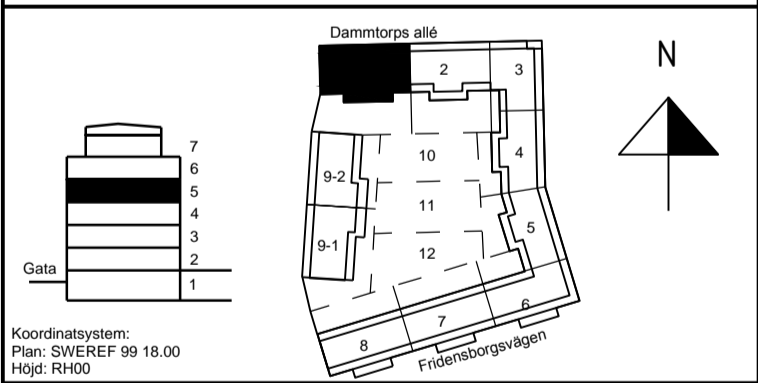 Dammtorps allé
N
2
3
7
6
5
4
3
2
1
Gata
10
4
9-2
11
9-1
5
12
6
7
8
Fridensborgsvägen
Koordinatsystem:
Plan: SWEREF 99 18.00
Höjd: RH00